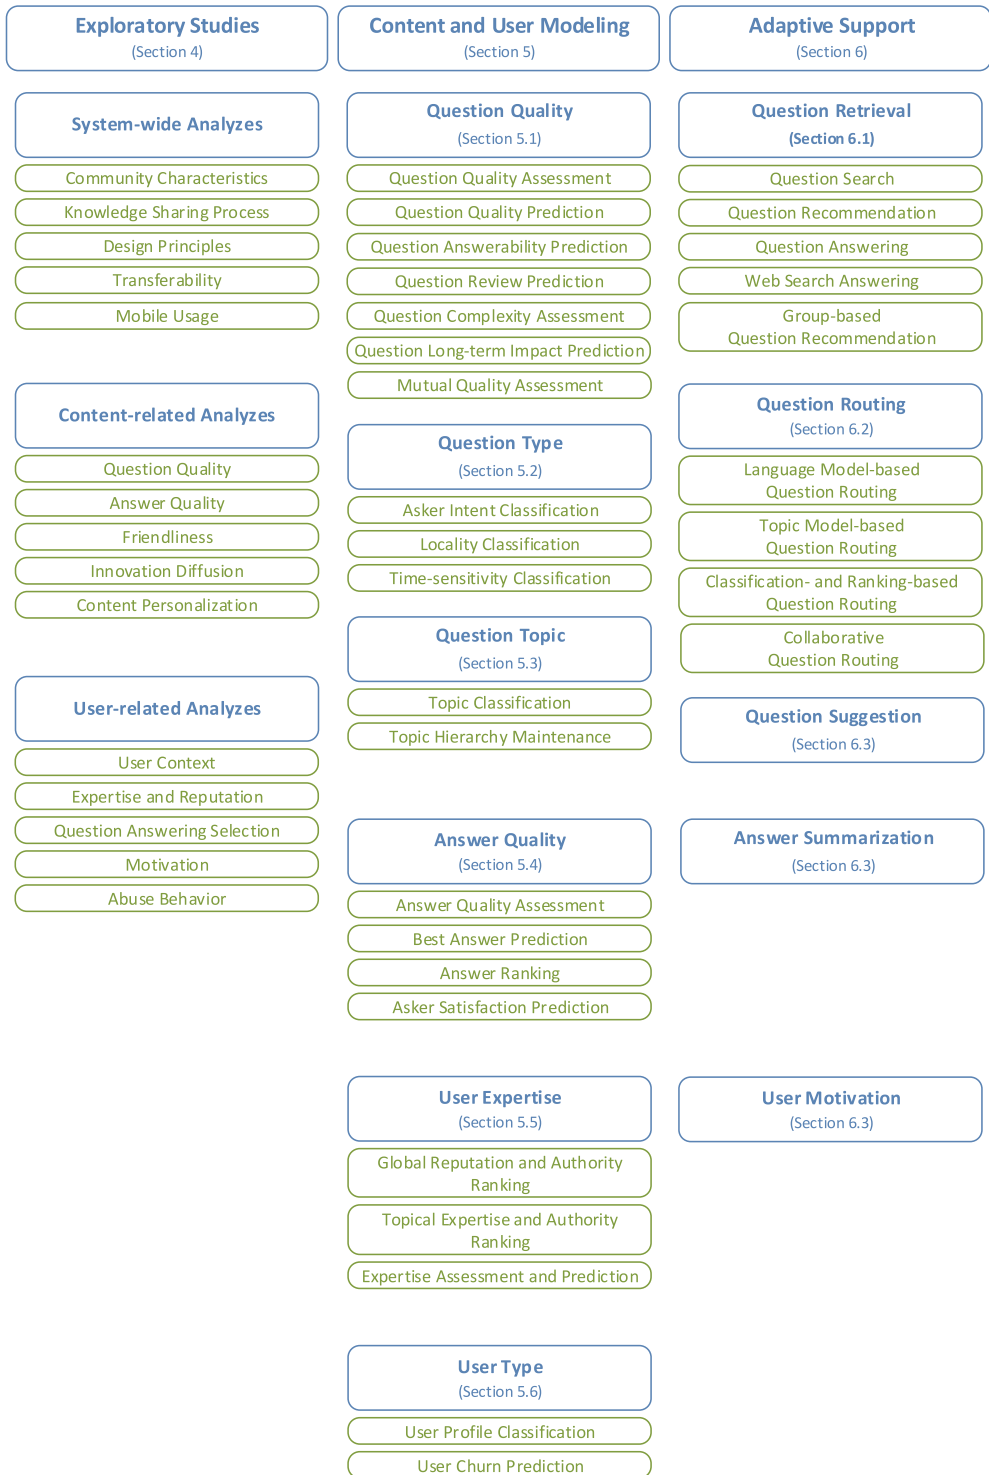 Exploratory Studies
(Section 4)
System-wide Analyzes
Community Characteristics
Knowledge Sharing Process
Design Principles
Transferability
Mobile Usage
Content-related Analyzes
Question Quality
Answer Quality
Friendliness
Innovation Diffusion
Content Personalization
User-related Analyzes
User Context
Expertise and Reputation
Question Answering Selection
Motivation
Abuse Behavior
Content and User Modeling
(Section 5)
Question Quality
(Section 5.1)
Question Quality Assessment
Question Quality Prediction
Question Answerability Prediction
Question Review Prediction
Question Complexity Assessment
Question Long-term Impact Prediction
Mutual Quality Assessment
Question Type
(Section 5.2)
Asker Intent Classification
Locality Classification
Time-sensitivity Classification
Question Topic
(Section 5.3)
Topic Classification
Topic Hierarchy Maintenance
Answer Quality
(Section 5.4)
Answer Quality Assessment
Best Answer Prediction
Answer Ranking
Asker Satisfaction Prediction
User Expertise
(Section 5.5)
Global Reputation and Authority
Ranking
Topical Expertise and Authority
Ranking
Expertise Assessment and Prediction
User Type
(Section 5.6)
User Profile Classification
User Churn Prediction
Adaptive Support
(Section 6)
Question Retrieval
(Section 6.1)
Question Search
Question Recommendation
Question Answering
Web Search Answering
Group-based
Question Recommendation
Question Routing
(Section 6.2)
Language Model-based
Question Routing
Topic Model-based
Question Routing
Classification- and Ranking-based
Question Routing
Collaborative
Question Routing
Question Suggestion
(Section 6.3)
Answer Summarization
(Section 6.3)
User Motivation
(Section 6.3)